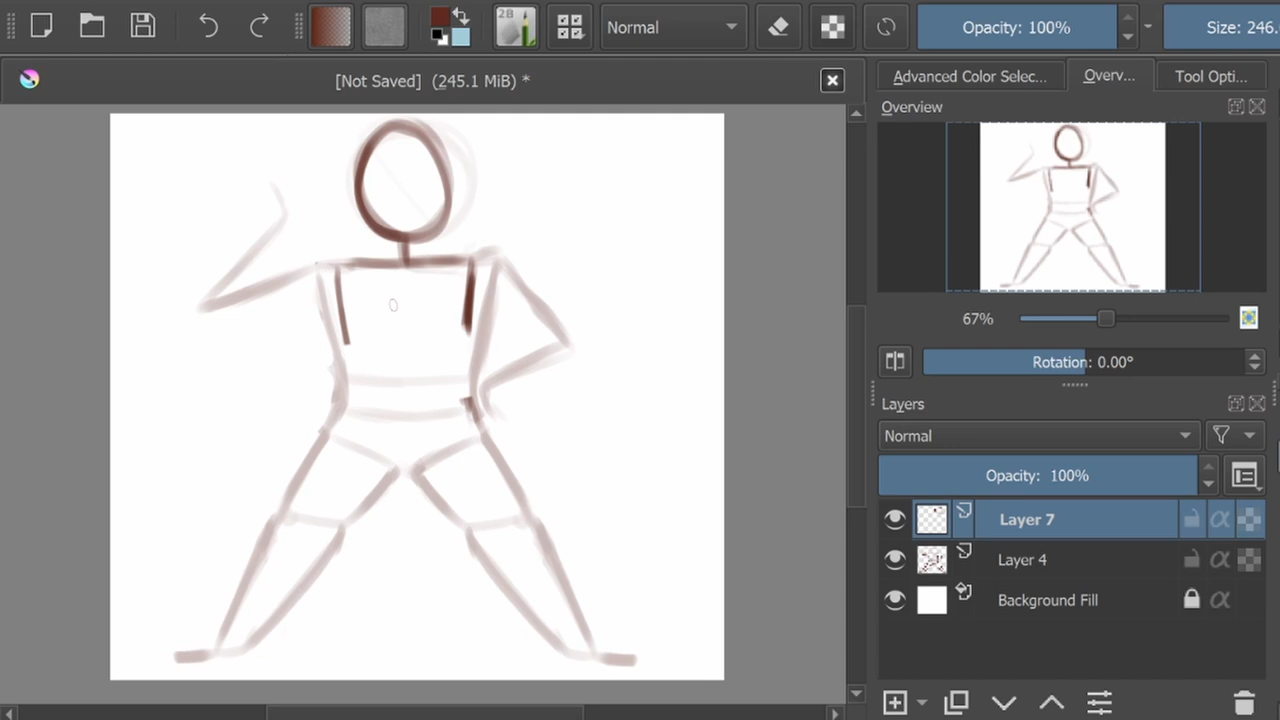 28
Normal
Opacity: 100%
Size: 246.
[Not Saved] (245.1 MiB) *
Advanced Color Selec...
Overv...
Tool Opti...
Overview
67%
Rotation: 0.00°
Layers
Normal
Opacity: 100%
Layer 7
Layer 4
Background Fill